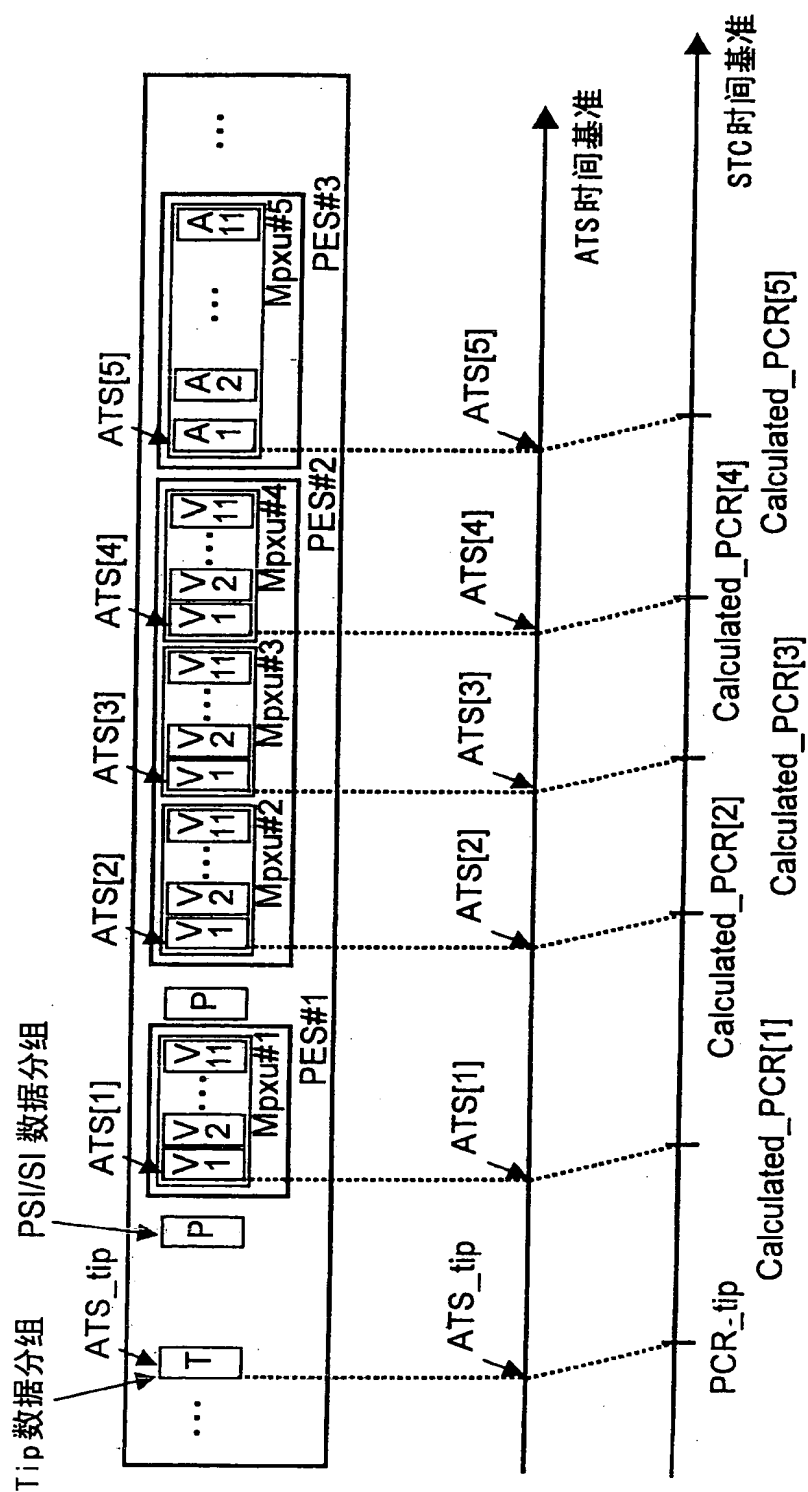 Tip数据分组
PSI/SI 数据分组
ATS_tip
ATS[1]
ATS[2]
ATS[3]
ATS[4]
ATS[5]
...
T
P
V 1
V 2
...
V 11
Mpxu#1
PES#1
P
V 1
V 2
...
V 11
Mpxu#2
V 1
V 2
...
V 11
Mpxu#3
V 1
V 2
...
V 11
Mpxu#4
PES#2
A 1
A 2
...
A 11
Mpxu#5
PES#3
...
ATS_tip
ATS[1]
ATS[2]
ATS[3]
ATS[4]
ATS[5]
ATS时间基准
PCR_tip
Calculated_PCR[1]
Calculated_PCR[2]
Calculated_PCR[3]
Calculated_PCR[4]
Calculated_PCR[5]
STC时间基准